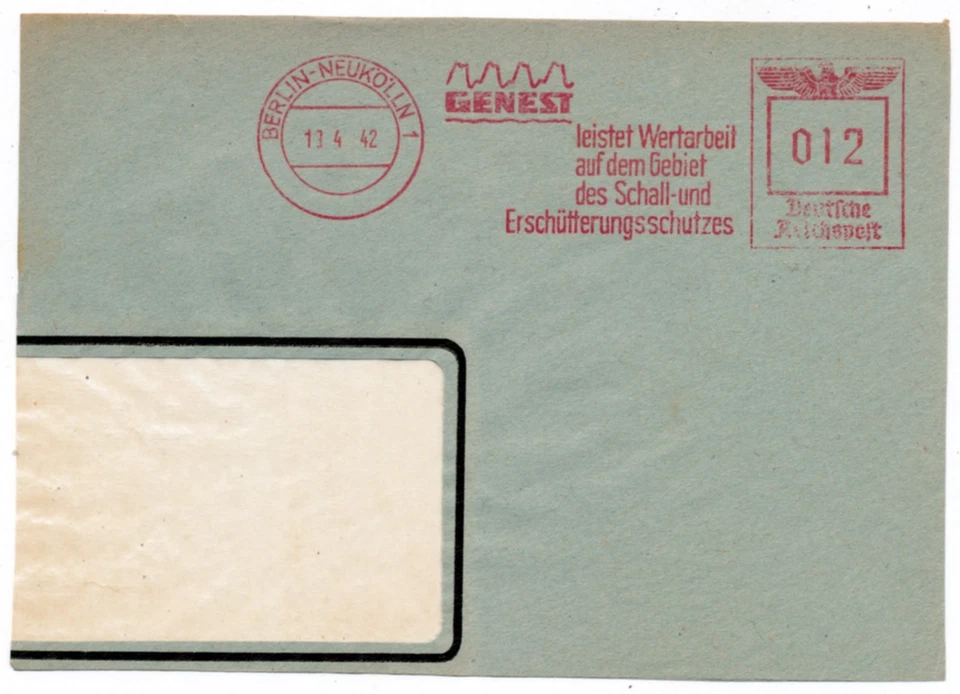 BERLIN-NEUKÖLLN 1
13 4 42
GENEST
leistet Wertarbeit
auf dem Gebiet
des Schall-und
Erschütterungsschutzes
012
Deutsche
Reichspost